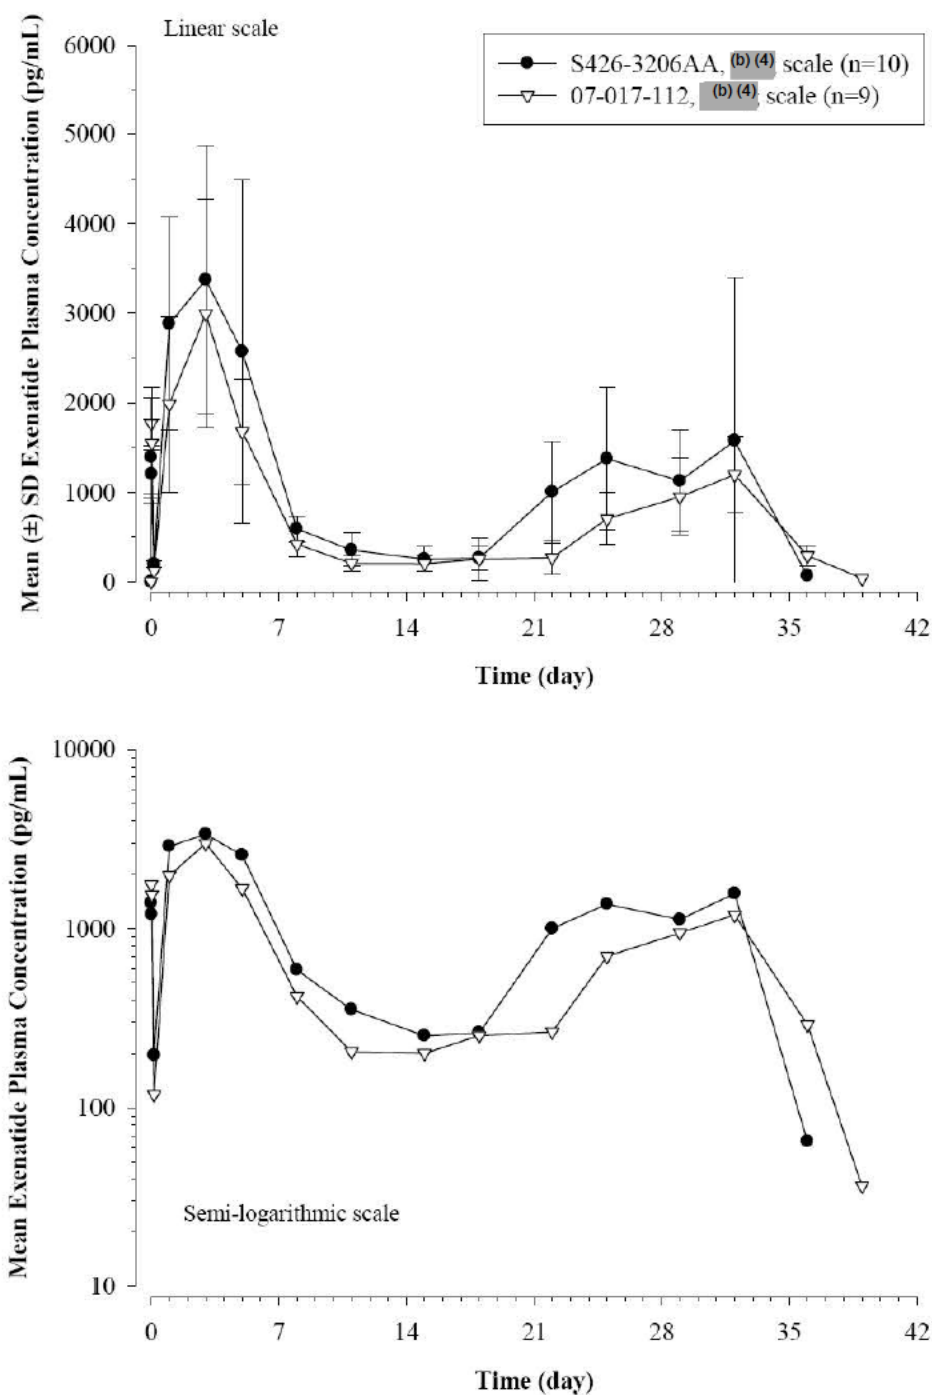 Linear scale
S426-3206AA, (b) (4) scale (n=10)
07-017-112, (b) (4) scale (n=9)
Mean (±) SD Exenatide Plasma Concentration (pg/mL)
6000
5000
4000
3000
2000
1000
0
0 7 14 21 28 35 42
Time (day)
Mean Exenatide Plasma Concentration (pg/mL)
10000
1000
100
10
Semi-logarithmic scale
0 7 14 21 28 35 42
Time (day)